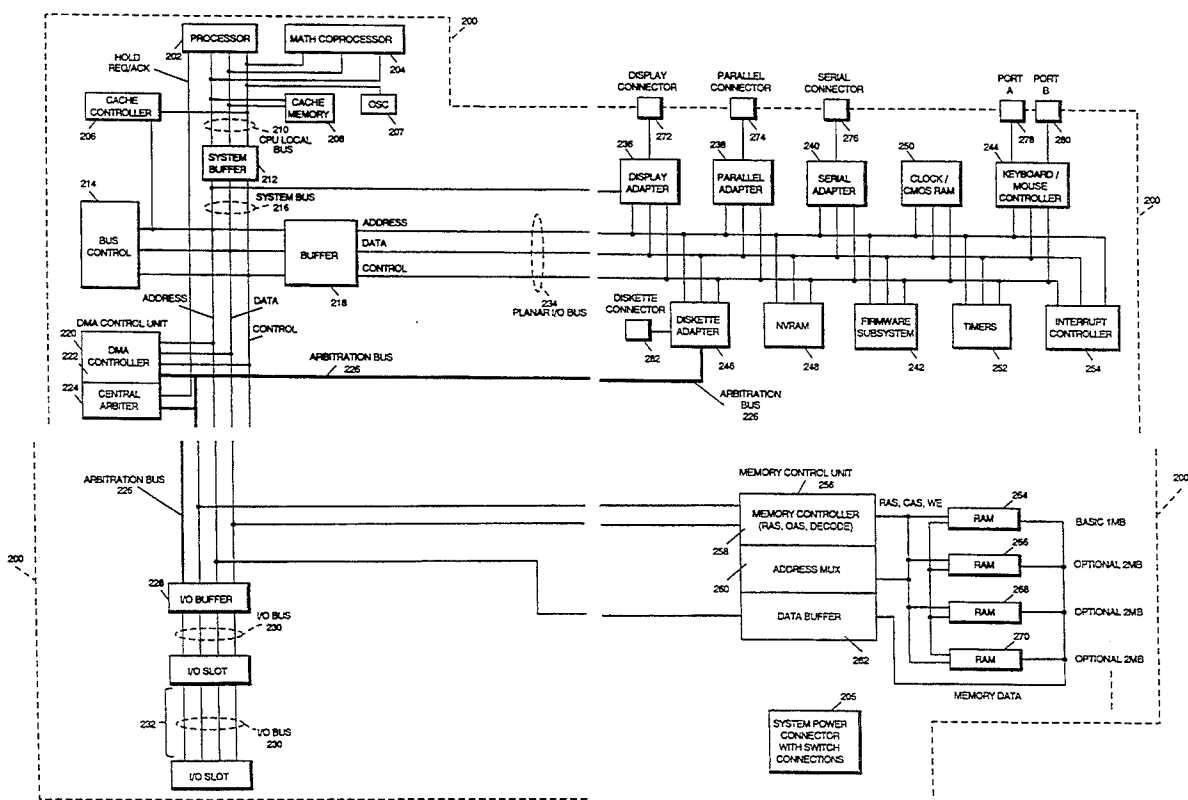 200
PROCESSOR
202
MATH COPROCESSOR
204
HOLD
REQ/ACK
CACHE
CONTROLLER
206
CACHE
MEMORY
208
OSC
207
210
CPU LOCAL
BUS
SYSTEM
BUFFER
212
SYSTEM BUS
216
214
BUS
CONTROL
BUFFER
218
ADDRESS
DATA
CONTROL
234
PLANAR I/O BUS
ADDRESS
DATA
CONTROL
DMA CONTROL UNIT
220
222
DMA
CONTROLLER
224
CENTRAL
ARBITER
ARBITRATION BUS
226
DISPLAY
CONNECTOR
272
PARALLEL
CONNECTOR
274
SERIAL
CONNECTOR
276
PORT
A
278
PORT
B
280
236
DISPLAY
ADAPTER
238
PARALLEL
ADAPTER
240
SERIAL
ADAPTER
250
CLOCK /
CMOS RAM
244
KEYBOARD /
MOUSE
CONTROLLER
200
DISKETTE
CONNECTOR
282
DISKETTE
ADAPTER
246
NVRAM
248
FIRMWARE
SUBSYSTEM
242
TIMERS
252
INTERRUPT
CONTROLLER
254
ARBITRATION
BUS
226
ARBITRATION BUS
226
200
228
I/O BUFFER
I/O BUS
230
I/O SLOT
232
I/O BUS
230
I/O SLOT
MEMORY CONTROL UNIT
256
MEMORY CONTROLLER
(RAS, CAS, DECODE)
258
ADDRESS MUX
260
DATA BUFFER
262
RAS, CAS, WE
264
RAM
BASIC 1MB
266
RAM
OPTIONAL 2MB
268
RAM
OPTIONAL 2MB
270
RAM
OPTIONAL 2MB
MEMORY DATA
200
205
SYSTEM POWER
CONNECTOR
WITH SWITCH
CONNECTIONS